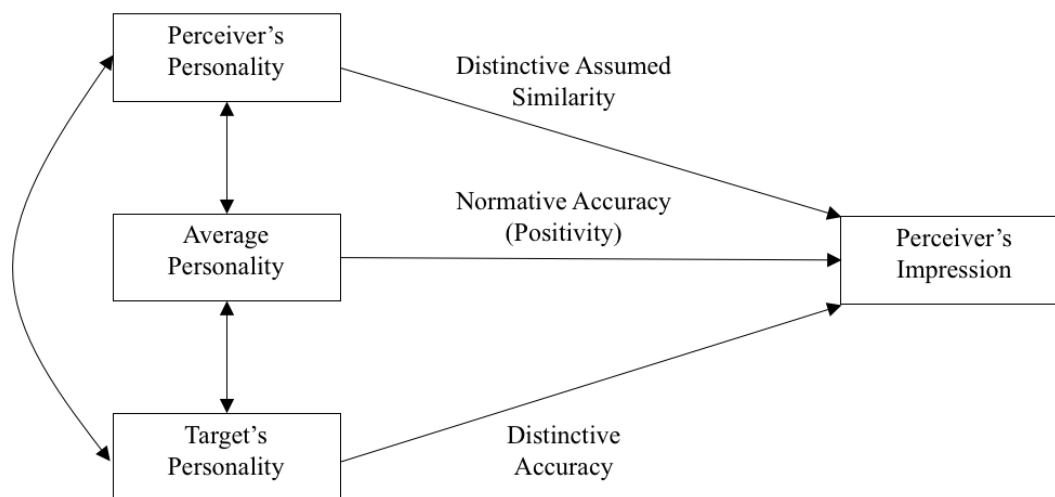 Perceiver’s
Personality
Distinctive Assumed
Similarity
Average
Personality
Normative Accuracy
(Positivity)
Perceiver’s
Impression
Target’s
Personality
Distinctive
Accuracy